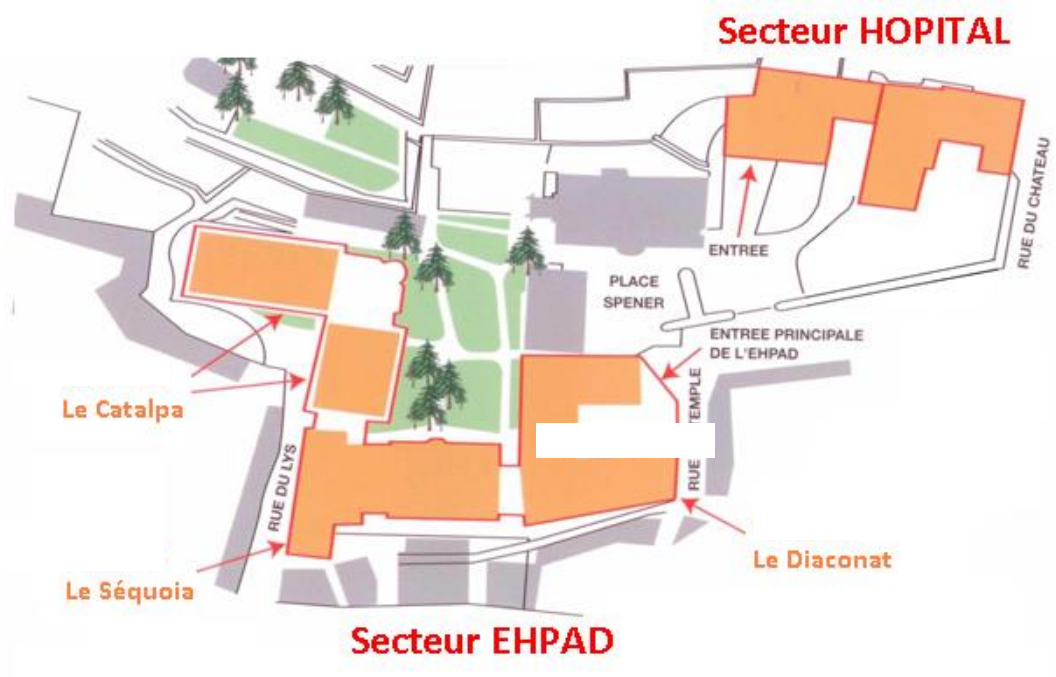 Secteur HOPITAL
RUE DU CHATEAU
ENTREE
PLACE
SPENER
ENTREE PRINCIPALE
DE L'EHPAD
Le Catalpa
RUE TEMPLE
RUE DU LYS
Le Diaconat
Le Séquoia
Secteur EHPAD